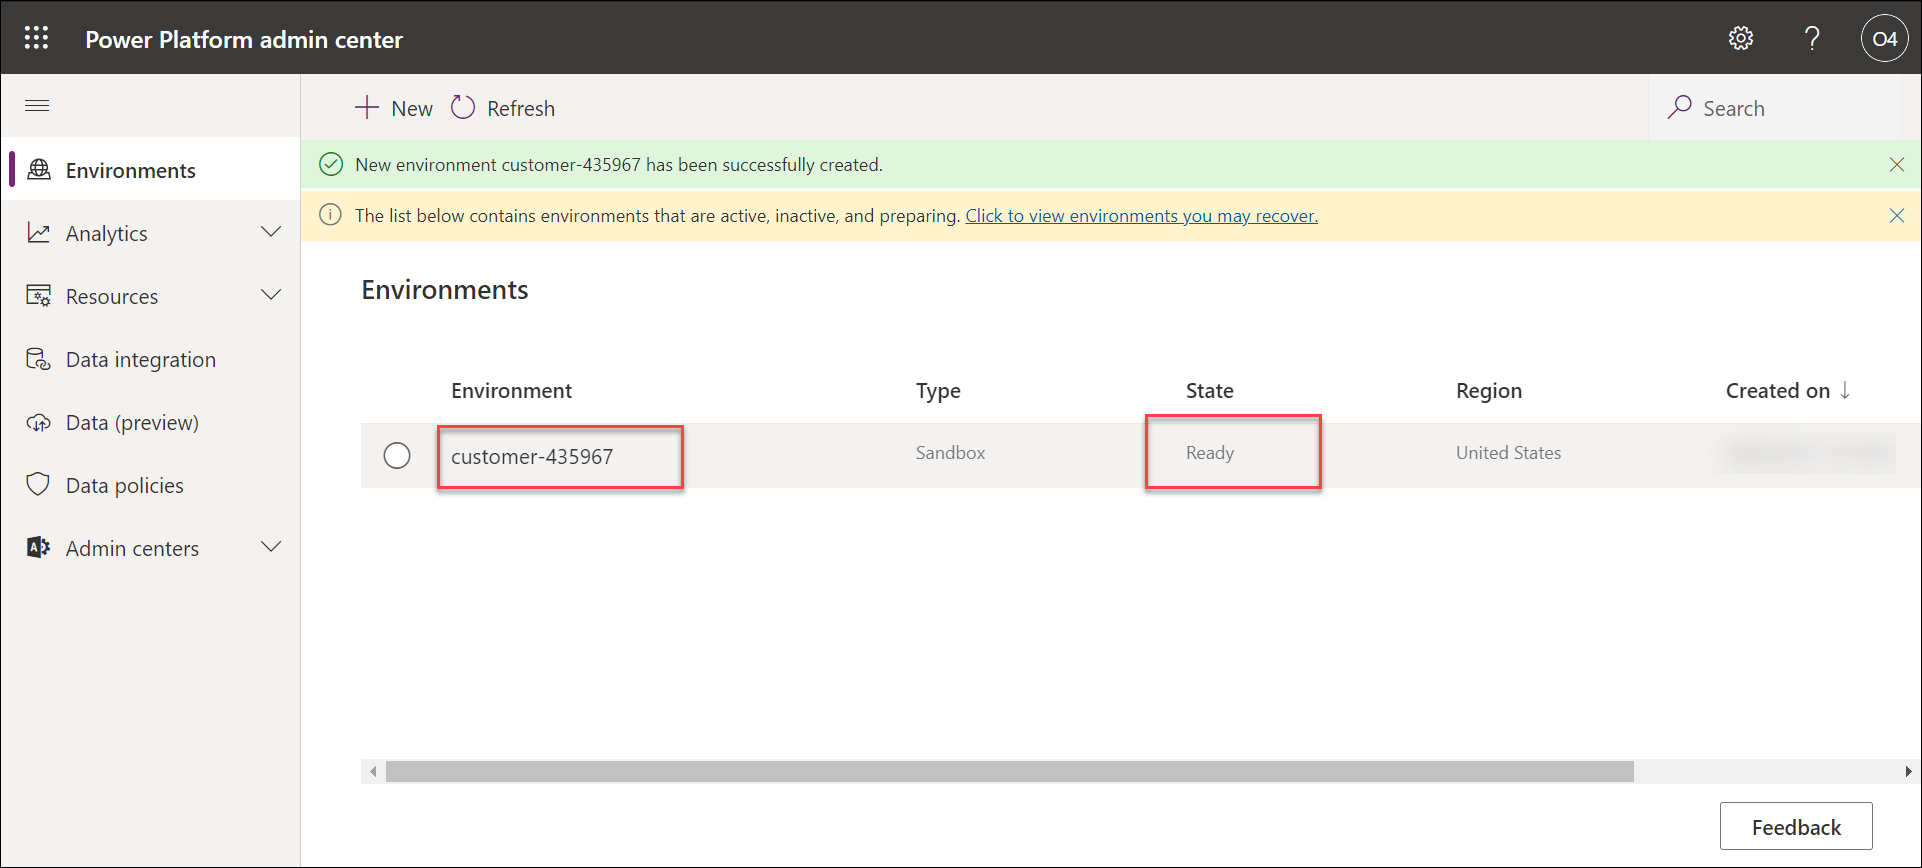 Power Platform admin center
O4
New Refresh Search
Environments
Analytics
Resources
Data integration
Data (preview)
Data policies
Admin centers
New environment customer-435967 has been successfully created.
The list below contains environments that are active, inactive, and preparing. Click to view environments you may recover.
Environments
Environment Type State Region Created on
customer-435967 Sandbox Ready United States
Feedback